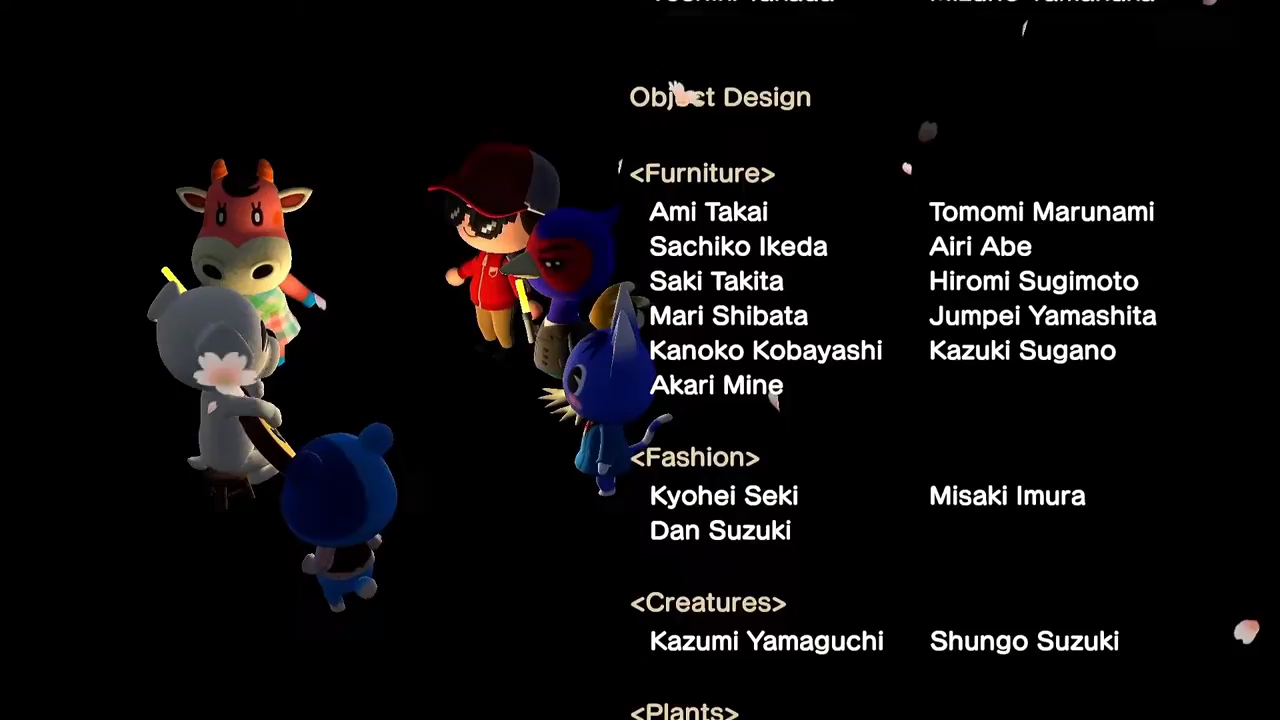 Object Design
<Furniture>
Ami Takai Tomomi Marunami
Sachiko Ikeda Airi Abe
Saki Takita Hiromi Sugimoto
Mari Shibata Jumpei Yamashita
Kanoko Kobayashi Kazuki Sugano
Akari Mine
<Fashion>
Kyohei Seki Misaki Imura
Dan Suzuki
<Creatures>
Kazumi Yamaguchi Shungo Suzuki
<Plants>